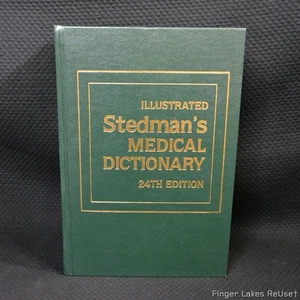 ILLUSTRATED
Stedman's
MEDICAL
DICTIONARY
24TH EDITION
Finger Lakes ReUse†